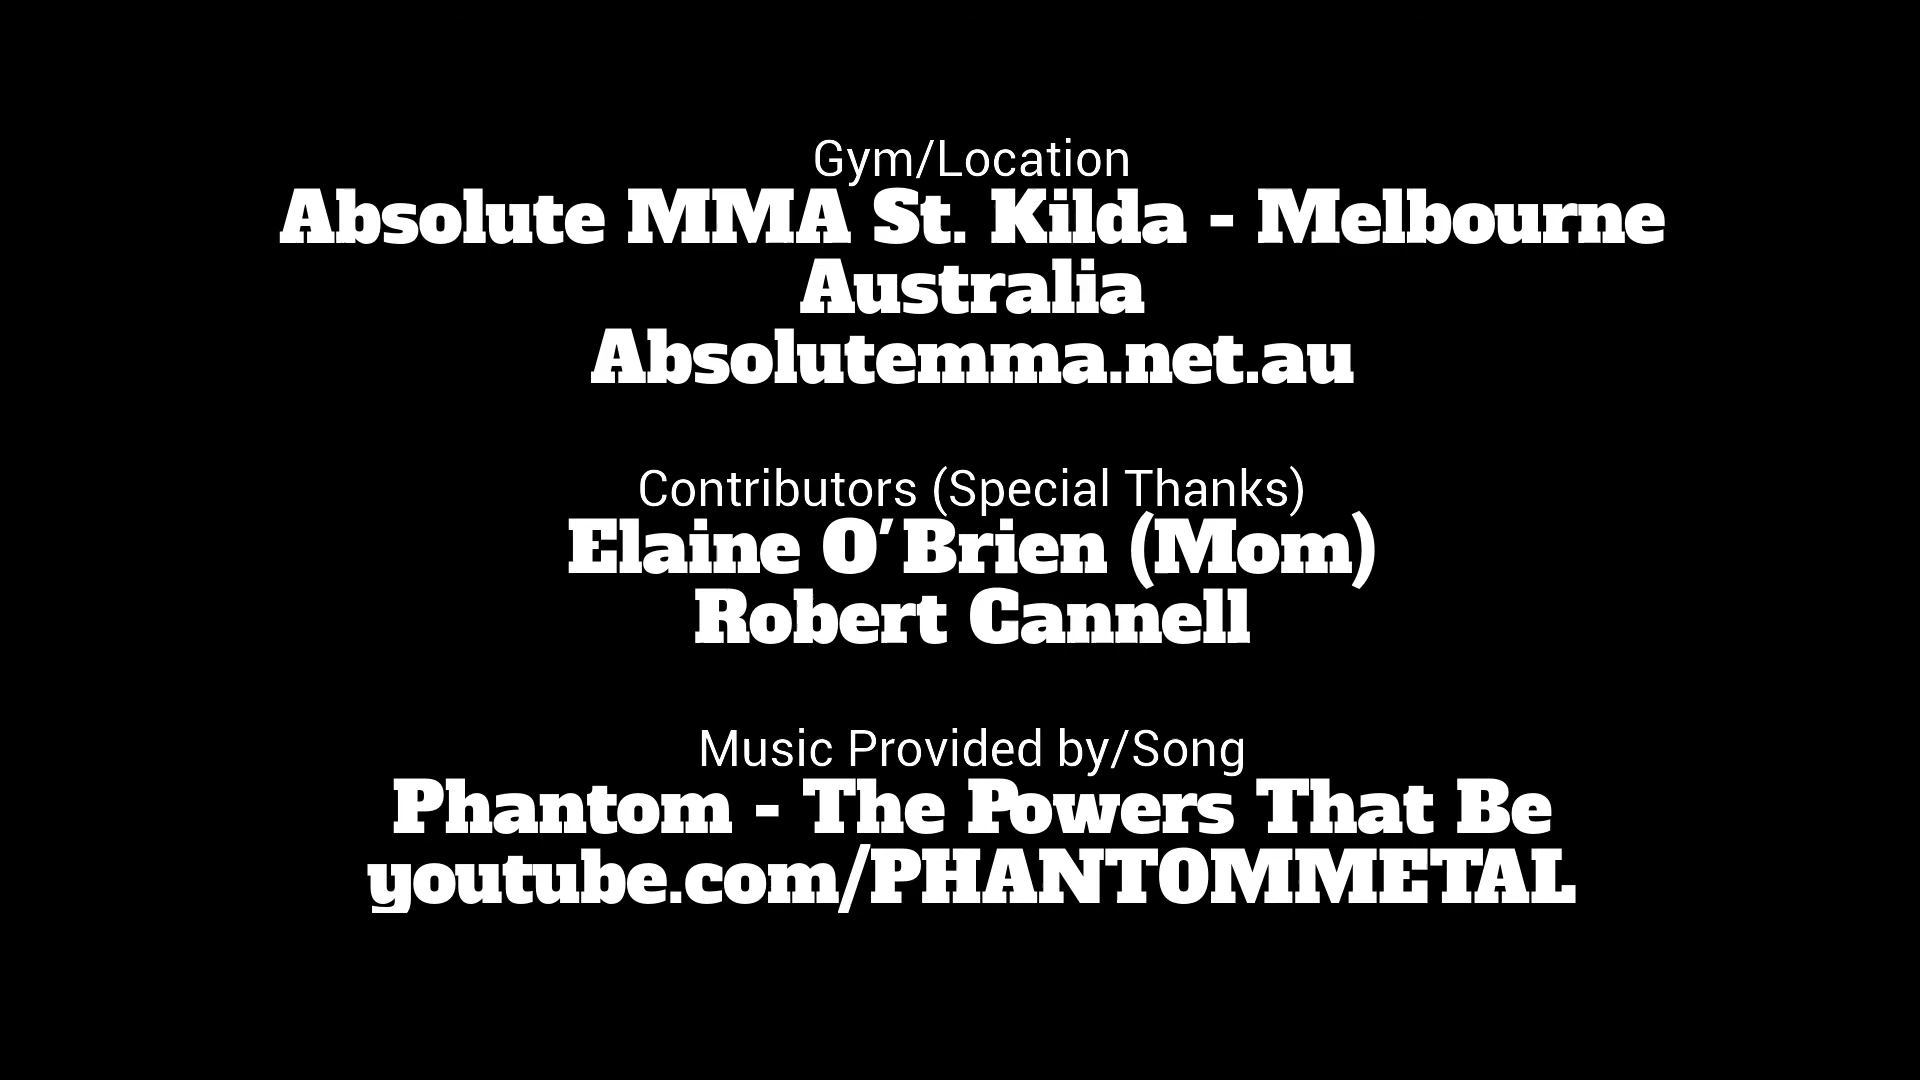 Gym/Location
Absolute MMA St. Kilda - Melbourne
Australia
Absolutemma.net.au
Contributors (Special Thanks)
Elaine O'Brien (Mom)
Robert Cannell
Music Provided by/Song
Phantom - The Powers That Be
youtube.com/PHANTOMMETAL